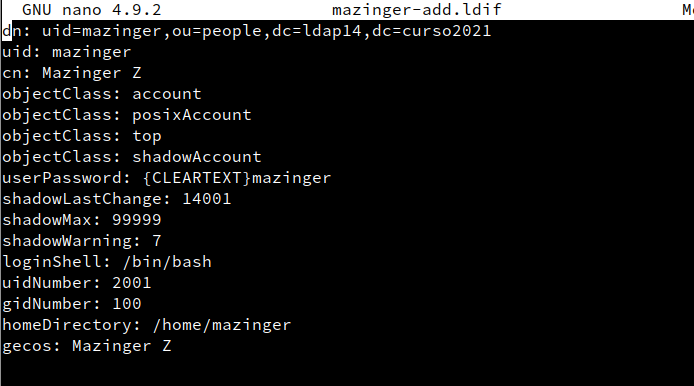 GNU nano 4.9.2 mazinger-add.ldif M
dn: uid=mazinger,ou=people,dc=ldap14,dc=curso2021
uid: mazinger
cn: Mazinger Z
objectClass: account
objectClass: posixAccount
objectClass: top
objectClass: shadowAccount
userPassword: {CLEARTEXT}mazinger
shadowLastChange: 14001
shadowMax: 99999
shadowWarning: 7
loginShell: /bin/bash
uidNumber: 2001
gidNumber: 100
homeDirectory: /home/mazinger
gecos: Mazinger Z